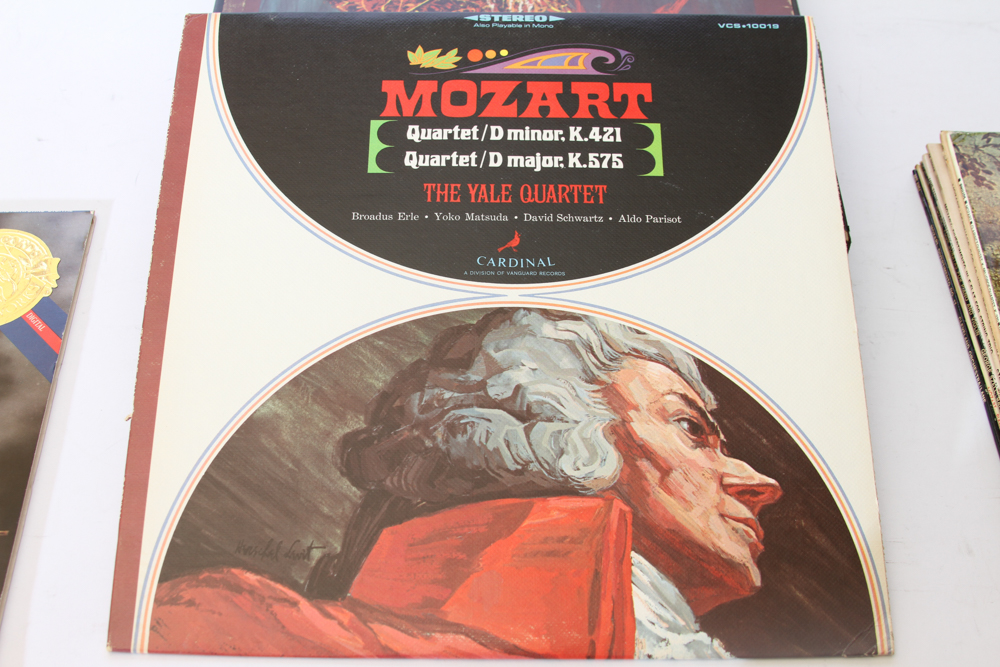 STEREO
Also Playable in Mono
VCS•10019
MOZART
Quartet/D minor, K.421
Quartet/D major, K.575
THE YALE QUARTET
Broadus Erle • Yoko Matsuda • David Schwartz • Aldo Parisot
CARDINAL
A DIVISION OF VANGUARD RECORDS